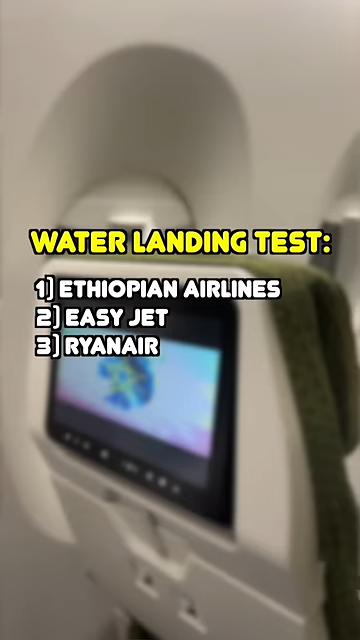 WATER LANDING TEST:
1] ETHIOPIAN AIRLINES
2] EASY JET
3] RYANAIR